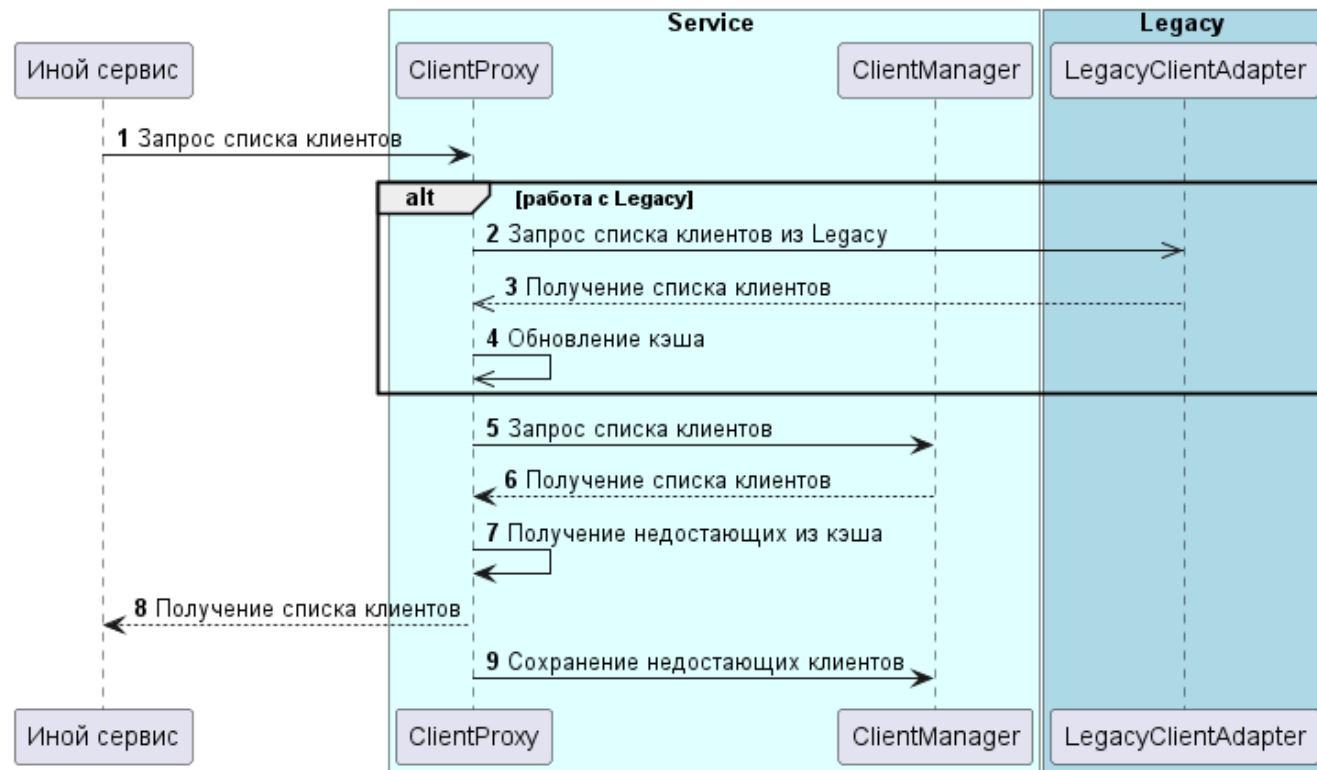 Service
Legacy
Иной сервис
ClientProxy
ClientManager
LegacyClientAdapter
1 Запрос списка клиентов
alt
[работа с Legacy]
2 Запрос списка клиентов из Legacy
3 Получение списка клиентов
4 Обновление кэша
5 Запрос списка клиентов
6 Получение списка клиентов
7 Получение недостающих из кэша
8 Получение списка клиентов
9 Сохранение недостающих клиентов
Иной сервис
ClientProxy
ClientManager
LegacyClientAdapter